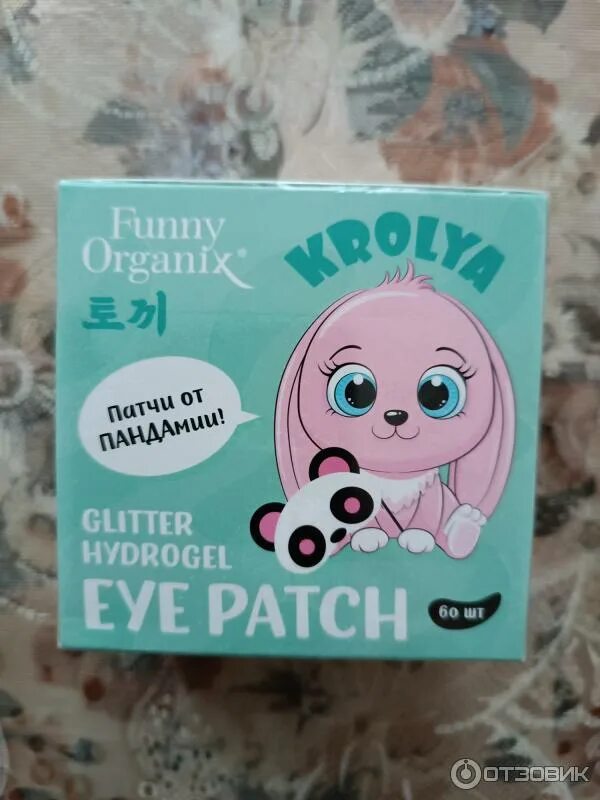 Funny
Organix®
KROLYA
토끼
Патчи от
ПАНДАмии!
GLITTER
HYDROGEL
EYE PATCH
60 шт
ОТЗОВИК